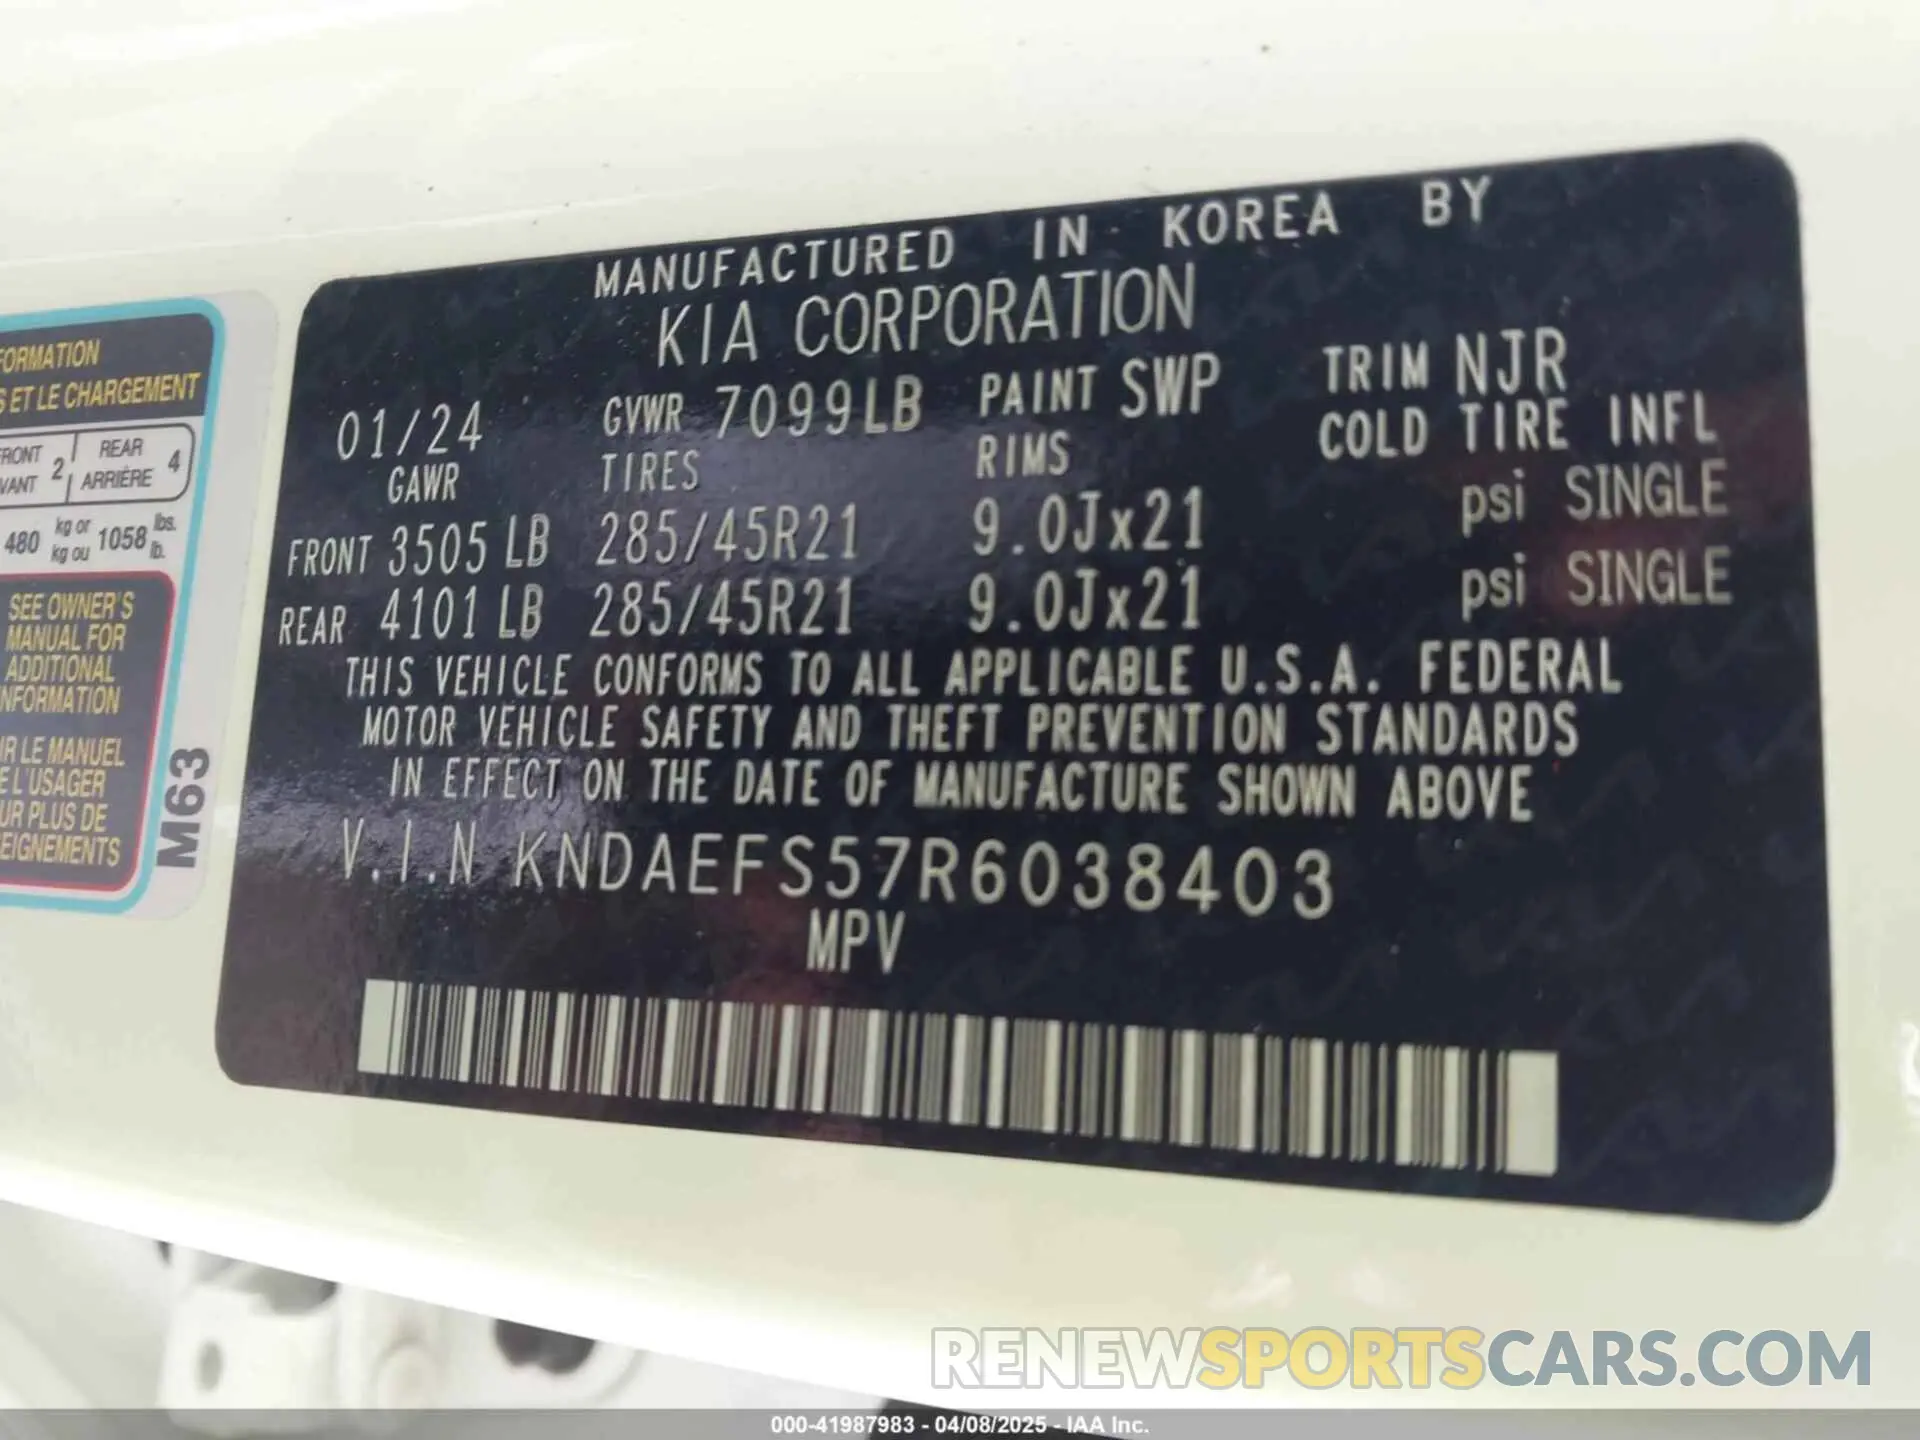 MANUFACTURED IN KOREA BY
KIA CORPORATION
01/24 GVWR 7099LB PAINT SWP TRIM NJR
GAWR TIRES RIMS COLD TIRE INFL
FRONT 3505 LB 285/45R21 9.0Jx21 psi SINGLE
REAR 4101 LB 285/45R21 9.0Jx21 psi SINGLE
THIS VEHICLE CONFORMS TO ALL APPLICABLE U.S.A. FEDERAL
MOTOR VEHICLE SAFETY AND THEFT PREVENTION STANDARDS
IN EFFECT ON THE DATE OF MANUFACTURE SHOWN ABOVE
V.I.N KNDAEFS57R6038403
MPV
FORMATION
S ET LE CHARGEMENT
FRONT 2 REAR 4
VANT ARRIÈRE
480 kg or 1058 lbs.
kg ou lb.
SEE OWNER'S
MANUAL FOR
ADDITIONAL
INFORMATION
IR LE MANUEL
E L'USAGER
UR PLUS DE
EIGNEMENTS
M63
RENEWSPORTSCARS.COM
000-41987983 - 04/08/2025 - IAA Inc.